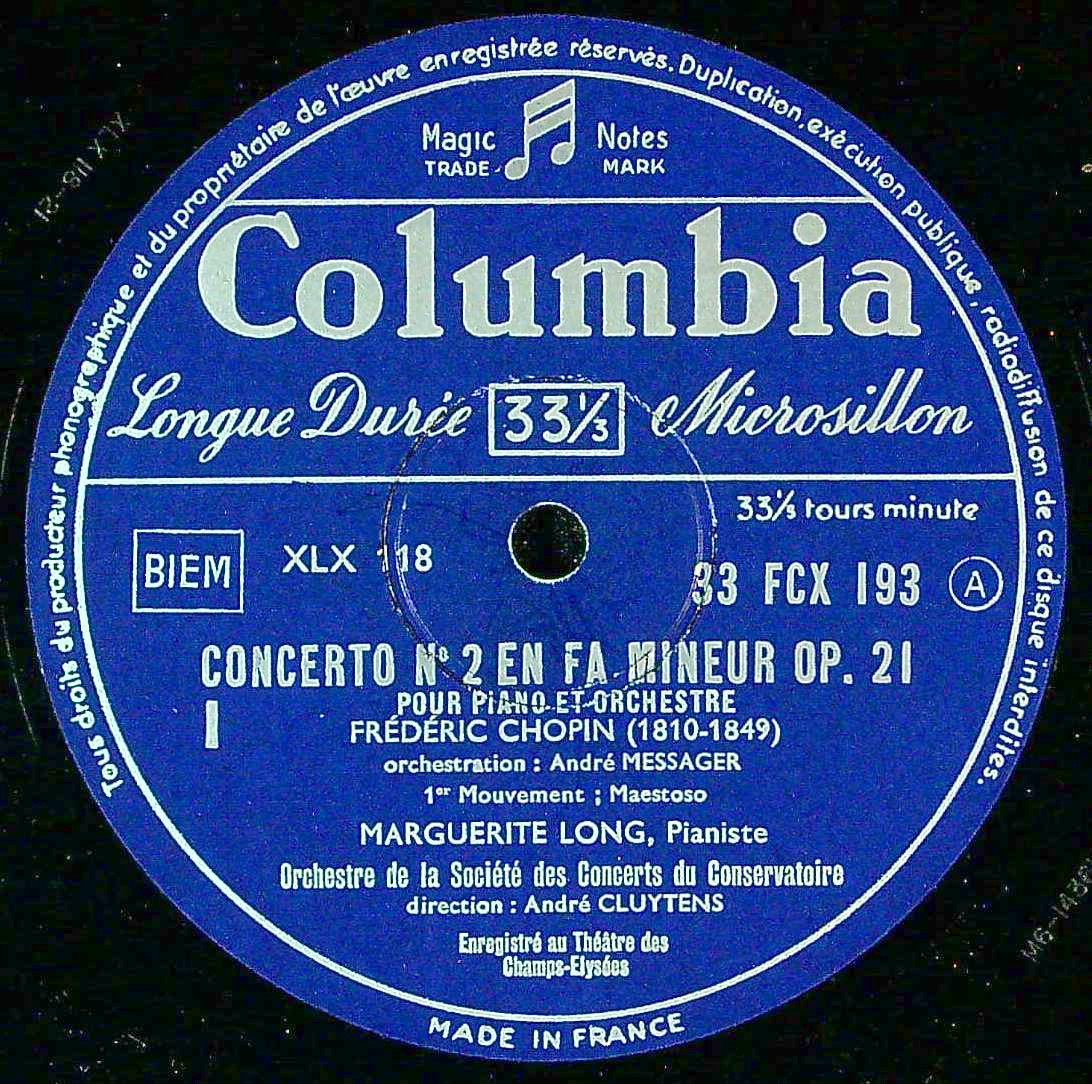 Tous droits du producteur phonographique et du propriétaire de l'œuvre enregistrée réservés. Duplication, exécution publique, radiodiffusion de ce disque interdites.
Magic Notes
TRADE MARK
Columbia
Longue Durée 33⅓ Microsillon
33⅓ tours minute
BIEM XLX 118
33 FCX 193 A
CONCERTO Nº 2 EN FA MINEUR OP. 21
POUR PIANO ET ORCHESTRE
I
FRÉDÉRIC CHOPIN (1810-1849)
orchestration : André MESSAGER
1er Mouvement ; Maestoso
MARGUERITE LONG, Pianiste
Orchestre de la Société des Concerts du Conservatoire
direction : André CLUYTENS
Enregistré au Théâtre des
Champs-Elysées
MADE IN FRANCE